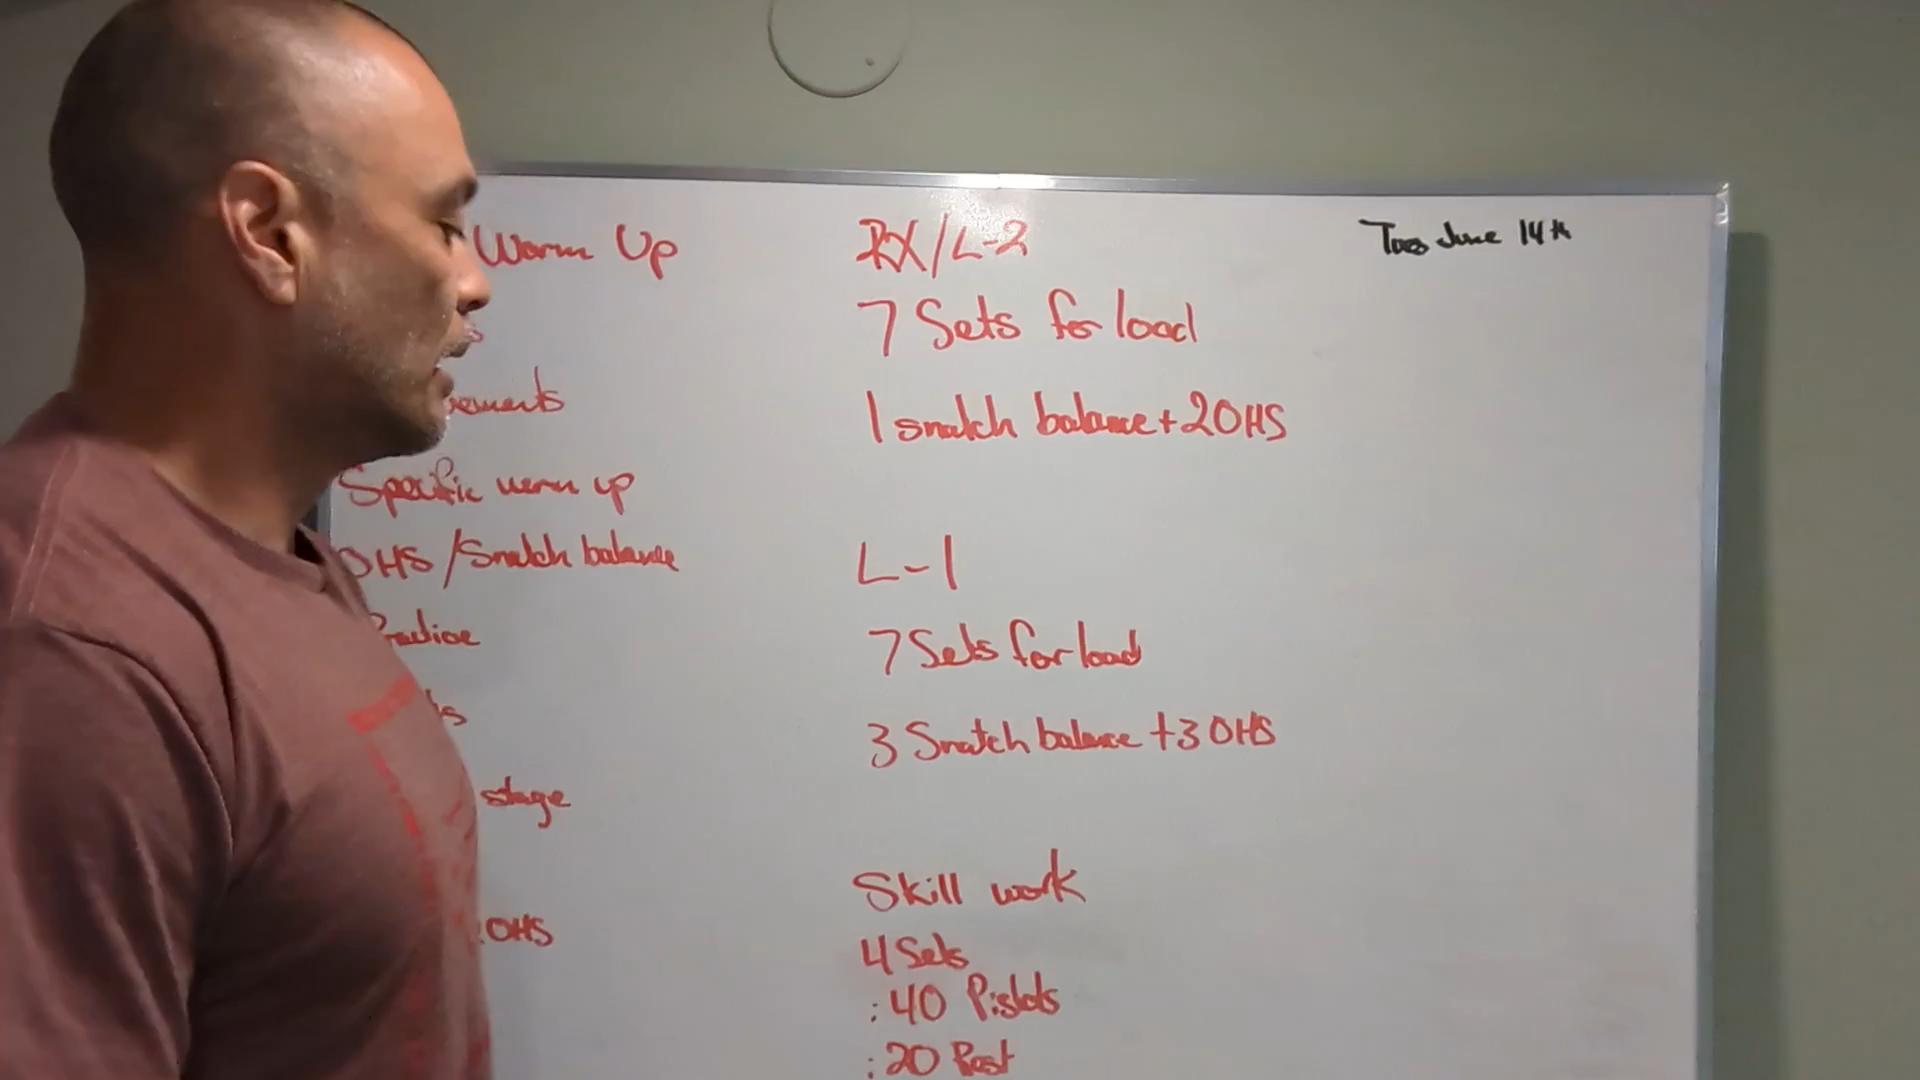 Warm Up
Specific warm up
OHS/Snatch balance
stage
OHS
RX/L-2
7 Sets for load
1 snatch balance + 2 OHS
L-1
7 Sets for load
3 Snatch balance + 3 OHS
Skill work
4 Sets
:40 Pistols
:20 Rest
Tues June 14th